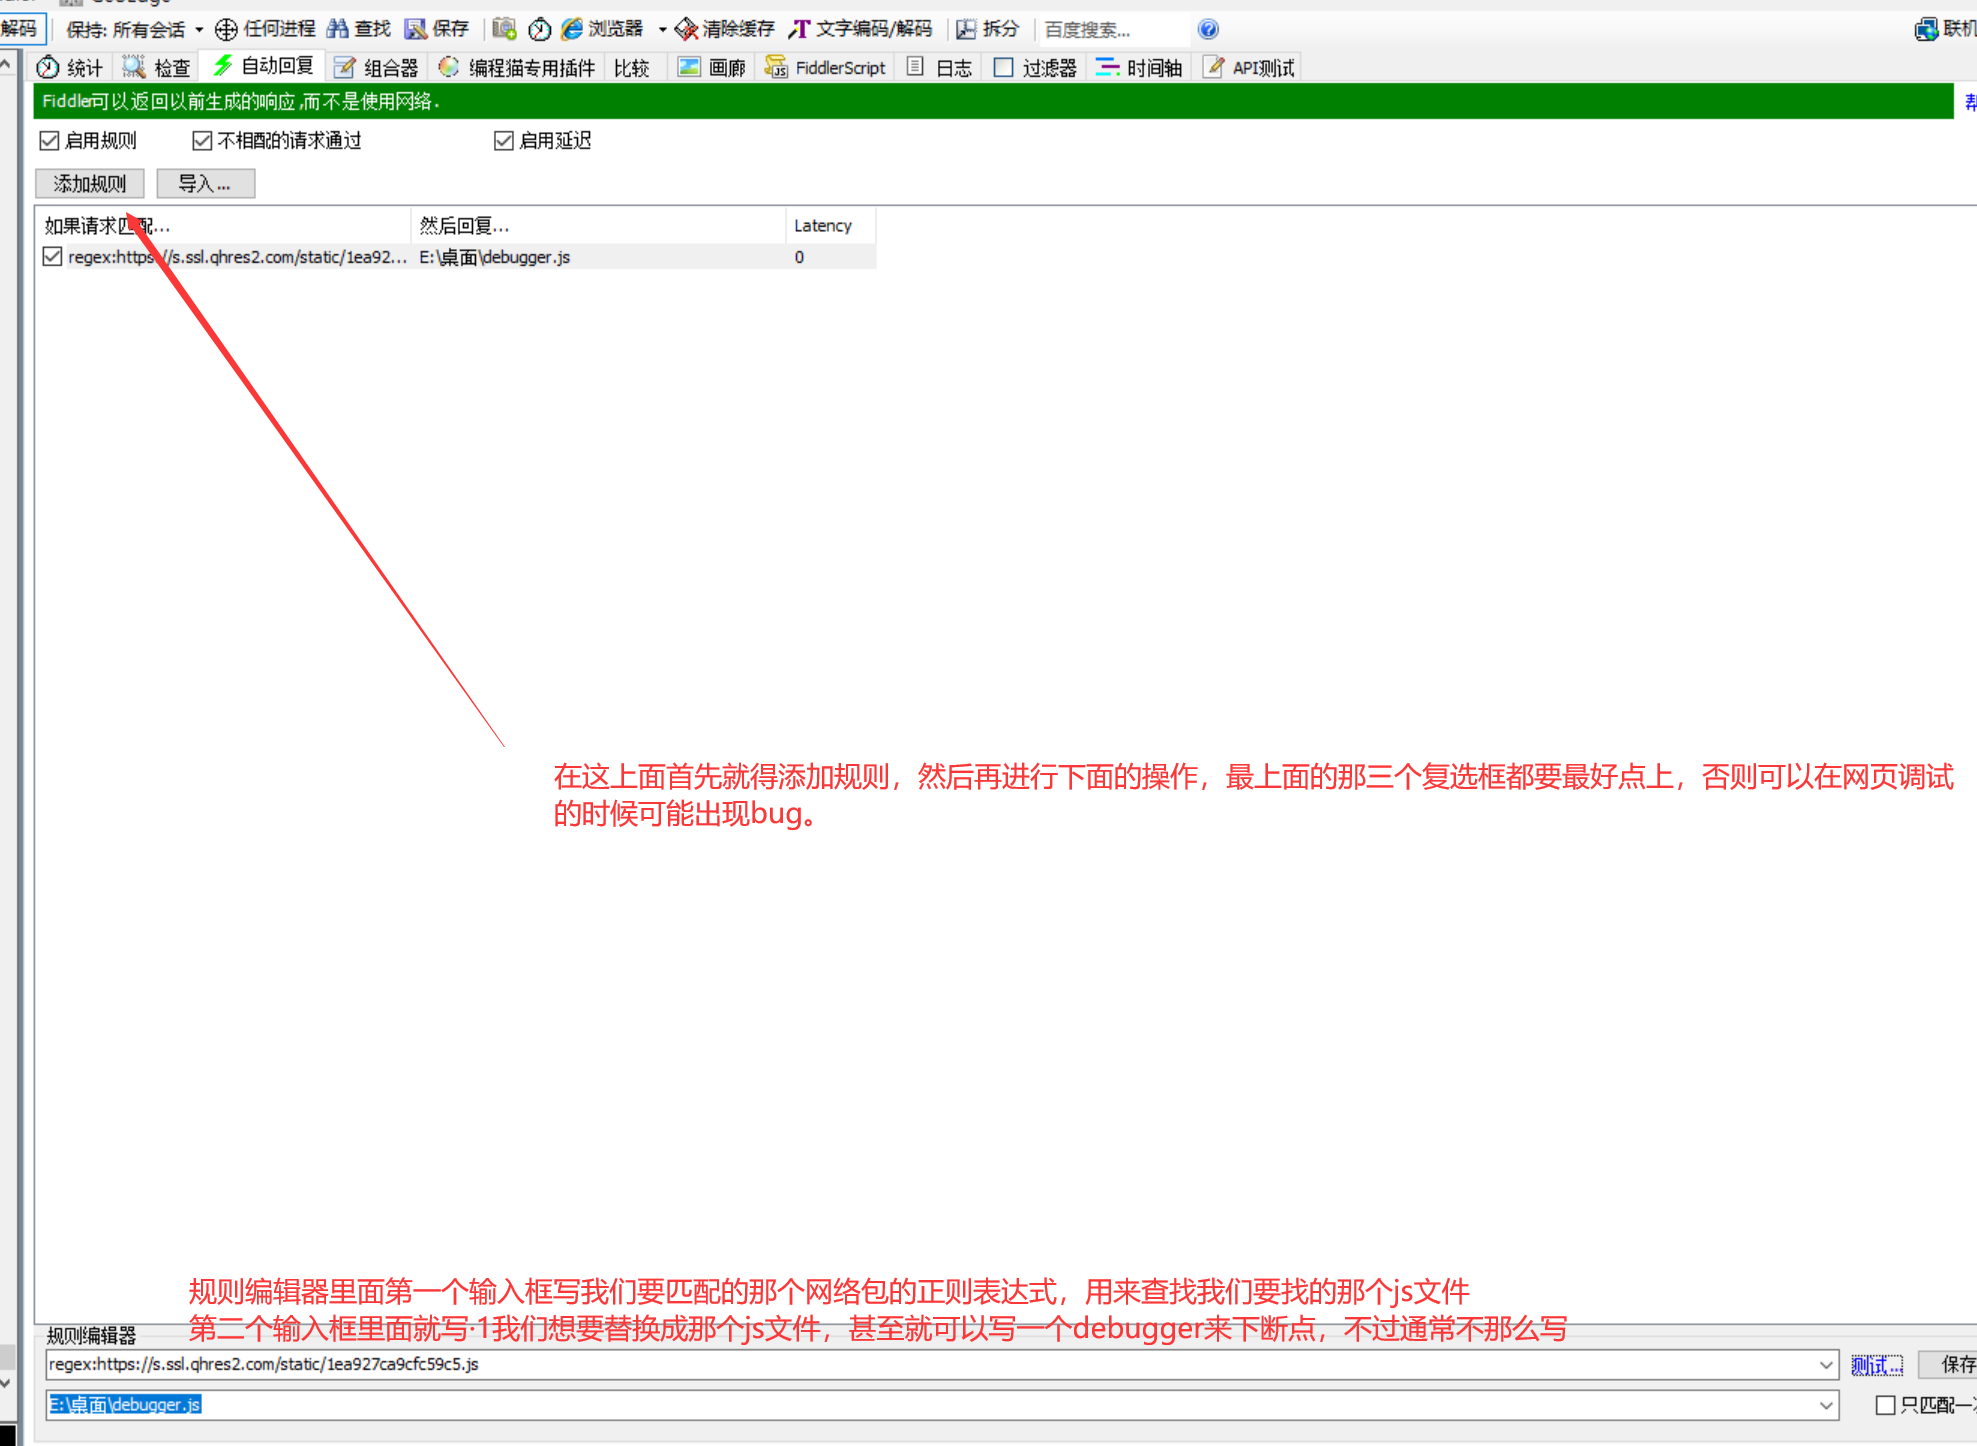 GeoEdge
解码 保持: 所有会话 任何进程 查找 保存 浏览器 清除缓存 文字编码/解码 拆分 百度搜索... 联机
统计 检查 自动回复 组合器 编程猫专用插件 比较 画廊 FiddlerScript 日志 过滤器 时间轴 API测试
Fiddler可以返回以前生成的响应,而不是使用网络.
启用规则 不相配的请求通过 启用延迟
添加规则 导入...
如果请求匹配... 然后回复... Latency
regex:https://s.ssl.qhres2.com/static/1ea92... E:\桌面\debugger.js 0
在这上面首先就得添加规则，然后再进行下面的操作，最上面的那三个复选框都要最好点上，否则可以在网页调试
的时候可能出现bug。
规则编辑器里面第一个输入框写我们要匹配的那个网络包的正则表达式，用来查找我们要找的那个js文件
第二个输入框里面就写·1我们想要替换成那个js文件，甚至就可以写一个debugger来下断点，不过通常不那么写
规则编辑器
regex:https://s.ssl.qhres2.com/static/1ea927ca9cfc59c5.js 测试... 保存
E:\桌面\debugger.js 只匹配一